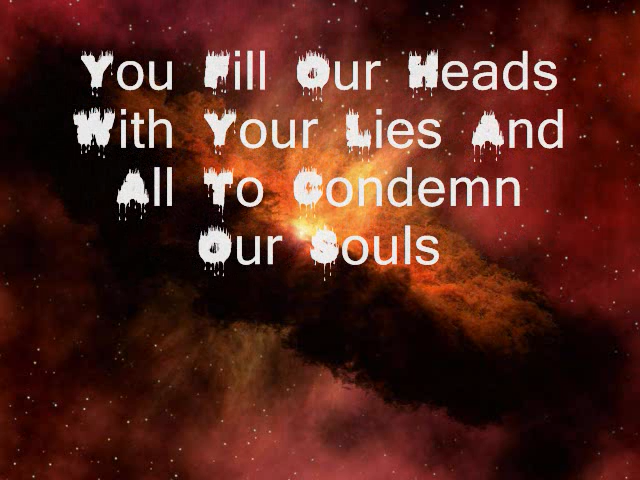 You Fill Our Heads
With Your Lies And
All To Condemn
Our Souls